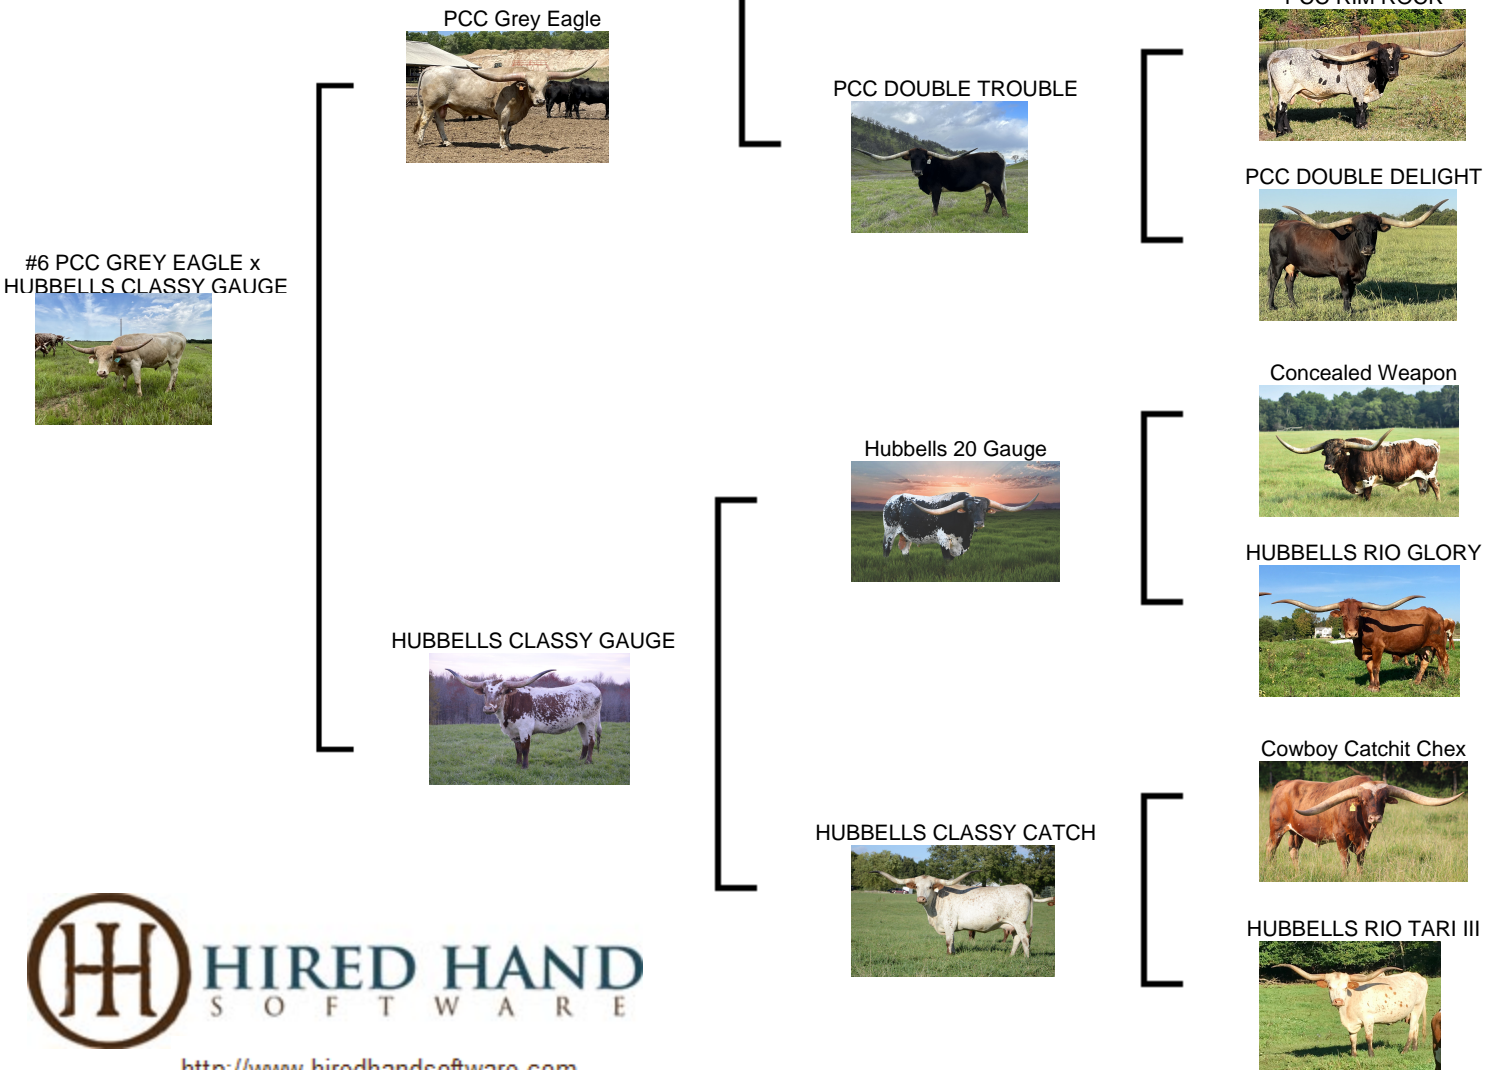 PCC Grey Eagle
PCC DOUBLE TROUBLE
PCC DOUBLE DELIGHT
#6 PCC GREY EAGLE x
HUBBELLS CLASSY GAUGE
Concealed Weapon
Hubbells 20 Gauge
HUBBELLS RIO GLORY
HUBBELLS CLASSY GAUGE
Cowboy Catchit Chex
HUBBELLS CLASSY CATCH
HUBBELLS RIO TARI III
HIRED HAND
SOFTWARE
http://www.hiredhandsoftware.com